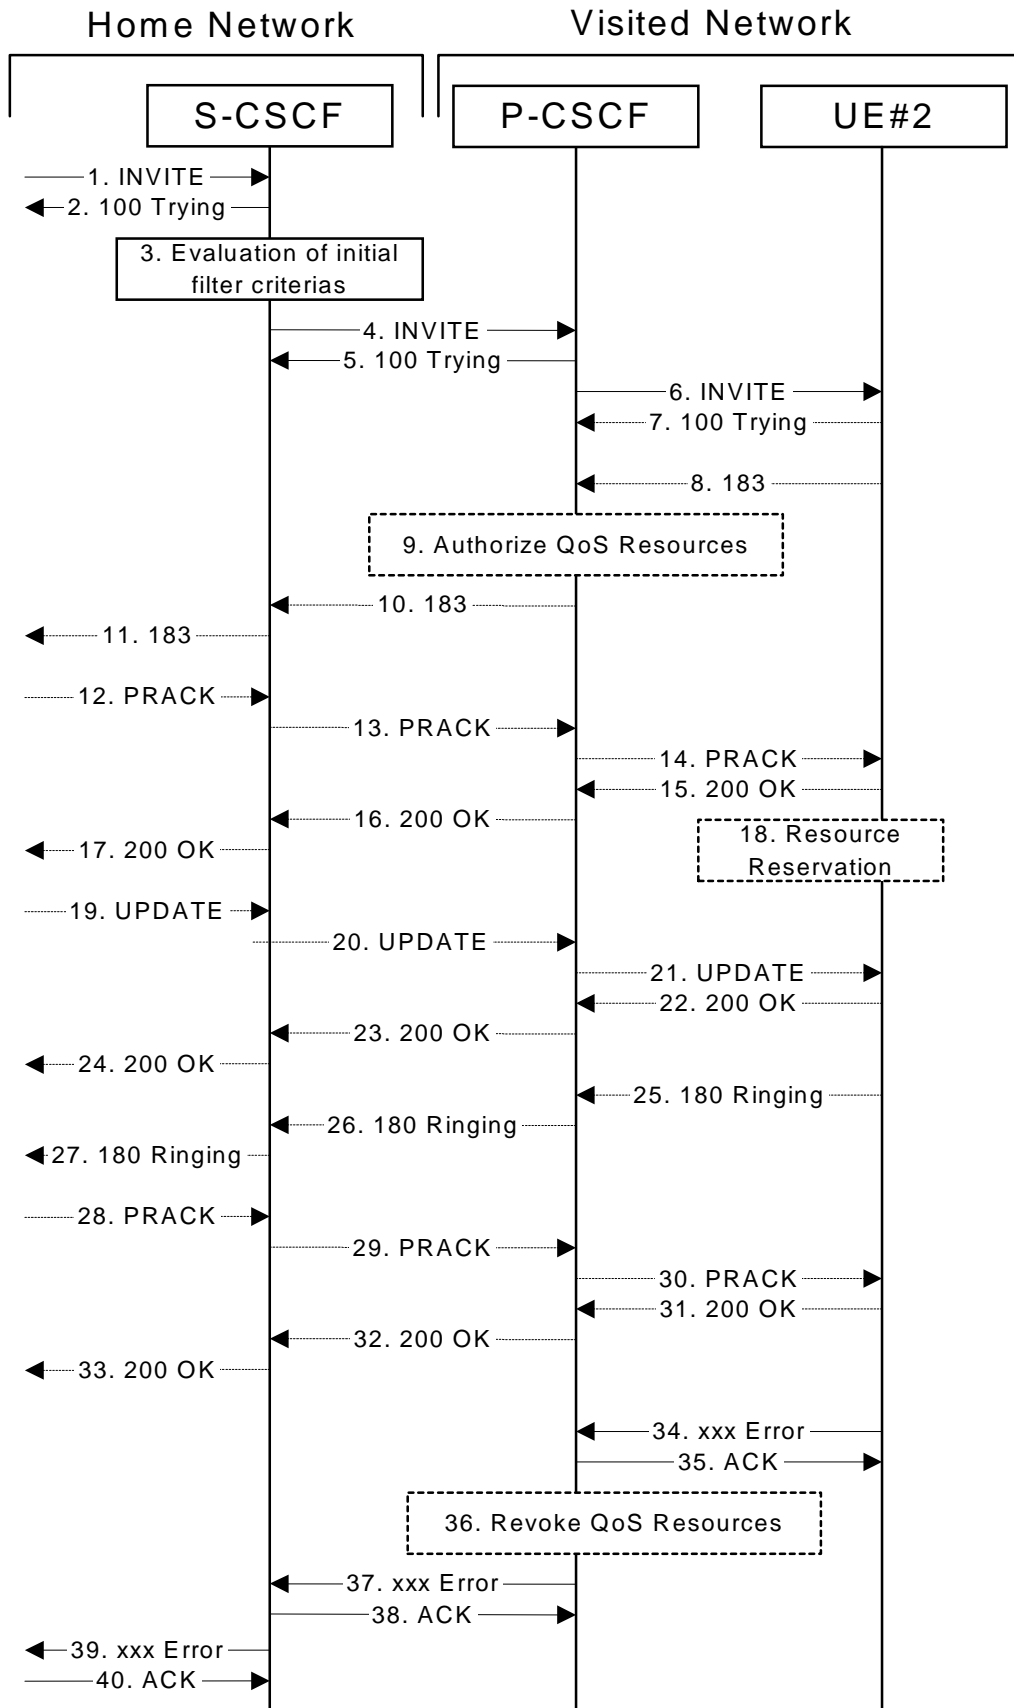 Home Network
Visited Network
S-CSCF
P-CSCF
UE#2
1. INVITE
2. 100 Trying
3. Evaluation of initial
filter criterias
4. INVITE
5. 100 Trying
6. INVITE
7. 100 Trying
8. 183
9. Authorize QoS Resources
10. 183
11. 183
12. PRACK
13. PRACK
14. PRACK
15. 200 OK
16. 200 OK
17. 200 OK
18. Resource
Reservation
19. UPDATE
20. UPDATE
21. UPDATE
22. 200 OK
23. 200 OK
24. 200 OK
25. 180 Ringing
26. 180 Ringing
27. 180 Ringing
28. PRACK
29. PRACK
30. PRACK
31. 200 OK
32. 200 OK
33. 200 OK
34. xxx Error
35. ACK
36. Revoke QoS Resources
37. xxx Error
38. ACK
39. xxx Error
40. ACK